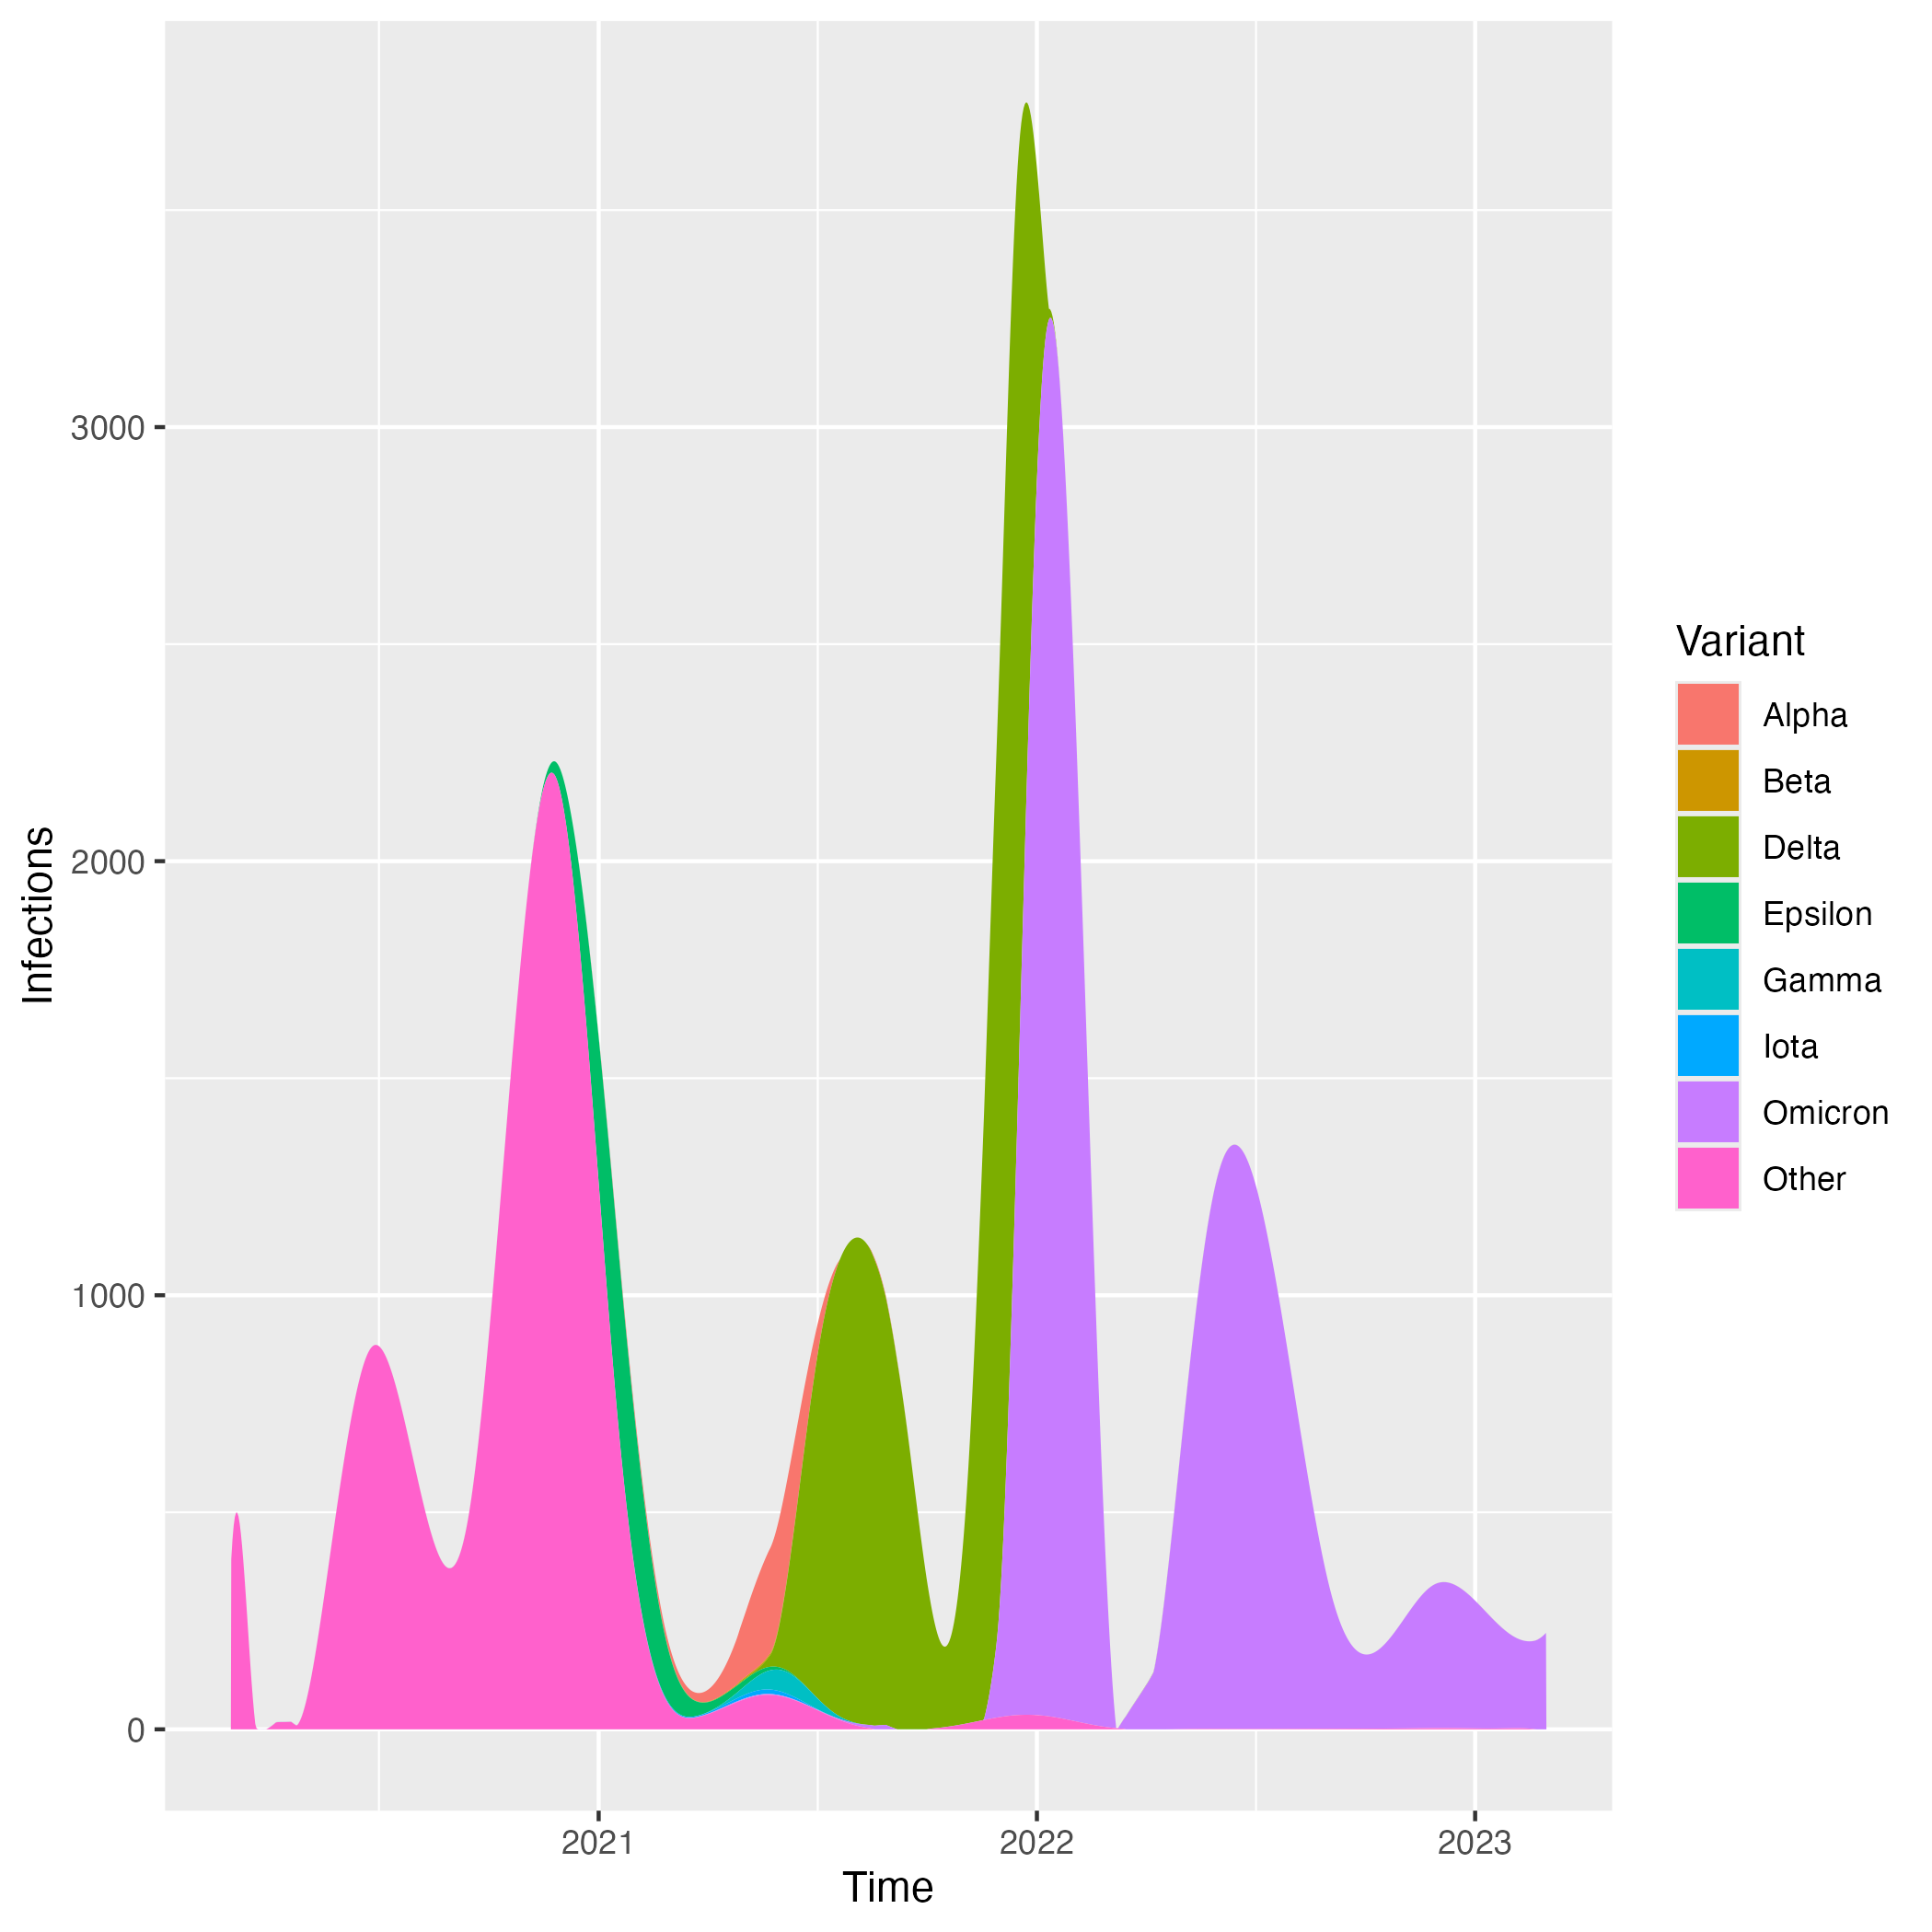 Infections
3000
2000
1000
0
2021
2022
2023
Time
Variant
Alpha
Beta
Delta
Epsilon
Gamma
Iota
Omicron
Other